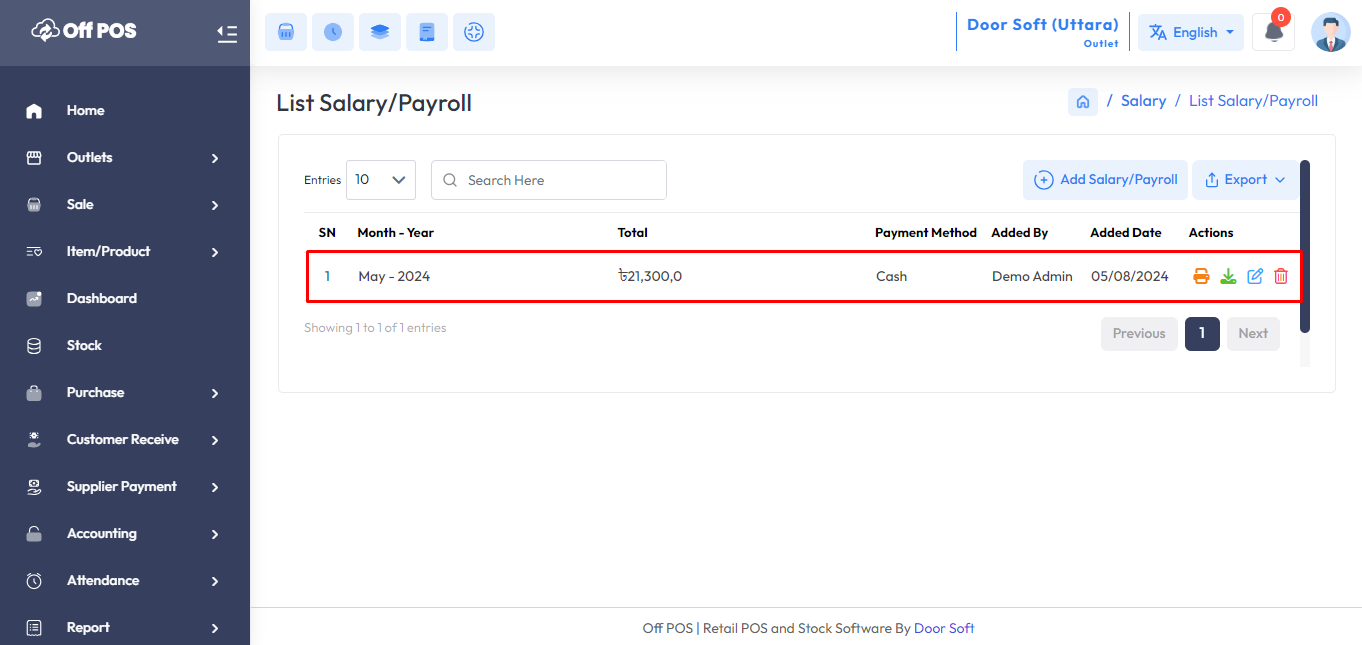 Off POS
Door Soft (Uttara)
Outlet
English
0
Home
Outlets
Sale
Item/Product
Dashboard
Stock
Purchase
Customer Receive
Supplier Payment
Accounting
Attendance
Report
List Salary/Payroll
/ Salary / List Salary/Payroll
Entries 10 Search Here Add Salary/Payroll Export
SN Month - Year Total Payment Method Added By Added Date Actions
1 May - 2024 ৳21,300,0 Cash Demo Admin 05/08/2024
Showing 1 to 1 of 1 entries
Previous 1 Next
Off POS | Retail POS and Stock Software By Door Soft